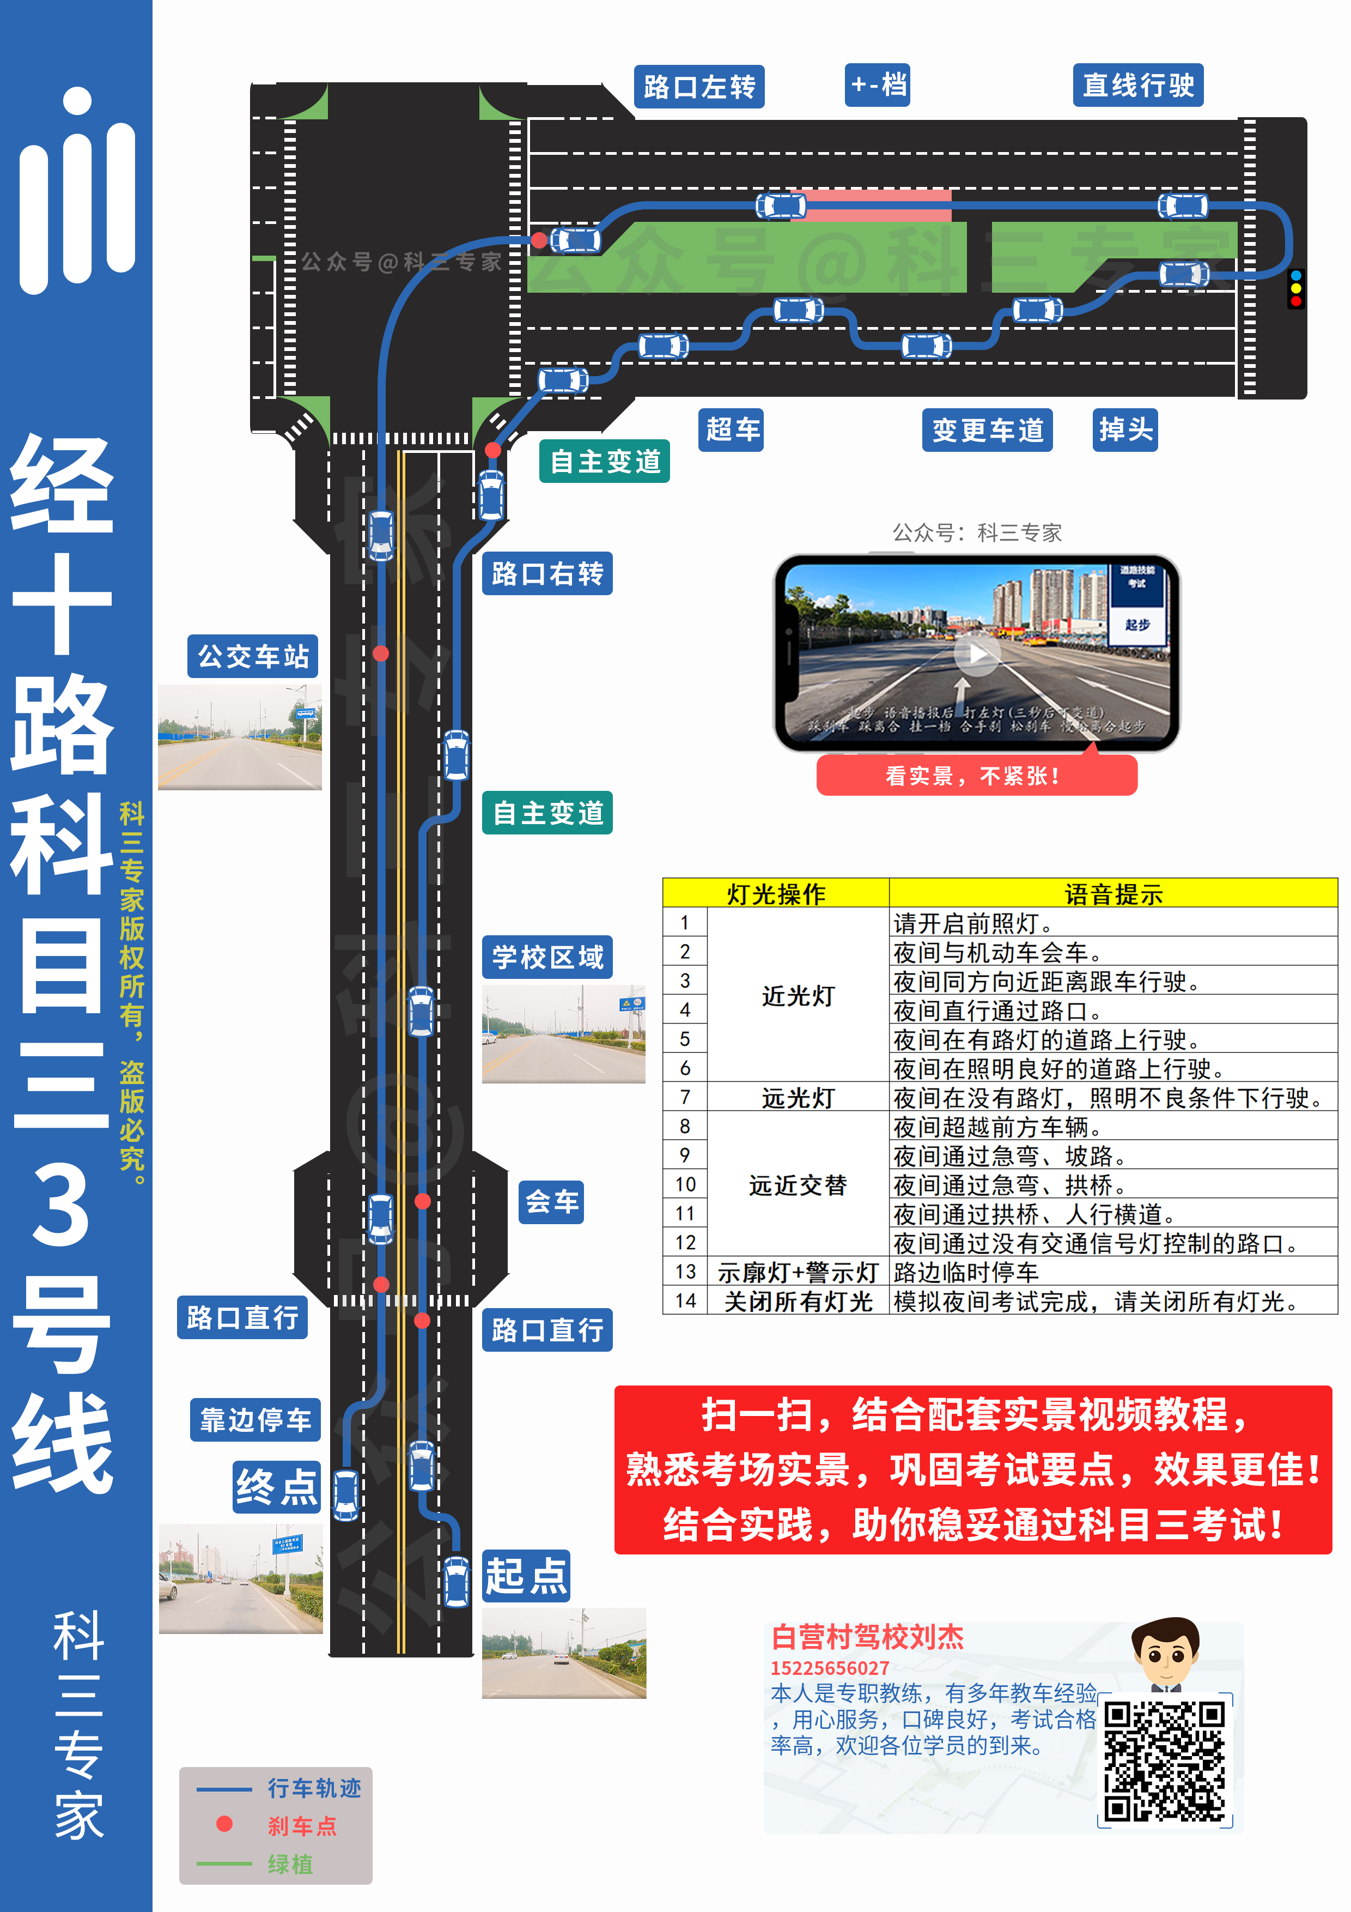 经十路科目三3号线
科三专家版权所有，盗版必究。
科三专家
路口左转
+-档
直线行驶
公众号@科三专家
公众号@科三专家
超车
变更车道
掉头
自主变道
路口右转
公众号：科三专家
道路技能
考试
起步
起步 语音播报后 打左灯(三秒后可变道)
踩刹车 踩离合 挂一档 合手刹 松刹车 慢松离合起步
看实景，不紧张！
公交车站
自主变道
学校区域
公众号@科三专家
会车
路口直行
路口直行
靠边停车
终点
起点
灯光操作 语音提示
1 近光灯 请开启前照灯。
2 夜间与机动车会车。
3 夜间同方向近距离跟车行驶。
4 夜间直行通过路口。
5 夜间在有路灯的道路上行驶。
6 夜间在照明良好的道路上行驶。
7 远光灯 夜间在没有路灯，照明不良条件下行驶。
8 远近交替 夜间超越前方车辆。
9 夜间通过急弯、坡路。
10 夜间通过急弯、拱桥。
11 夜间通过拱桥、人行横道。
12 夜间通过没有交通信号灯控制的路口。
13 示廓灯+警示灯 路边临时停车
14 关闭所有灯光 模拟夜间考试完成，请关闭所有灯光。
扫一扫，结合配套实景视频教程，
熟悉考场实景，巩固考试要点，效果更佳！
结合实践，助你稳妥通过科目三考试！
白营村驾校刘杰
15225656027
本人是专职教练，有多年教车经验
，用心服务，口碑良好，考试合格
率高，欢迎各位学员的到来。
行车轨迹
刹车点
绿植